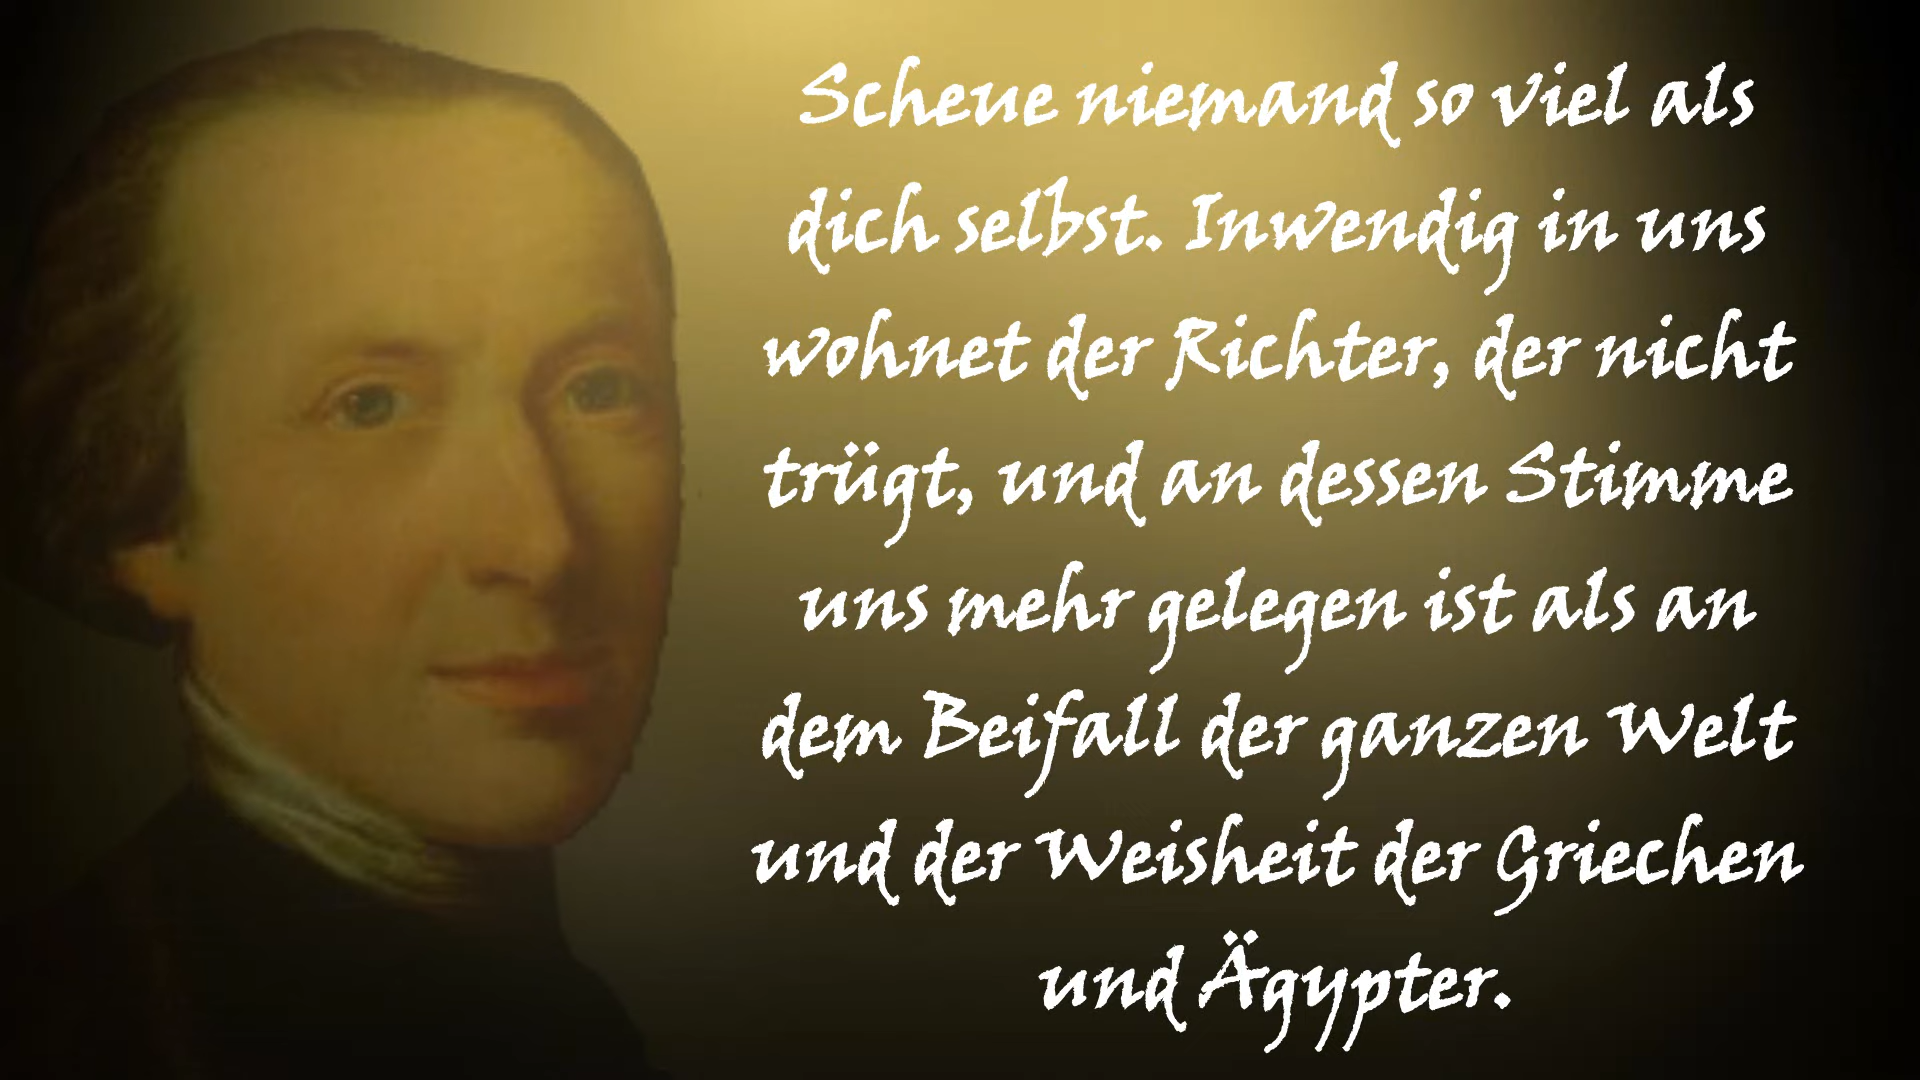 Scheue niemand so viel als
dich selbst. Inwendig in uns
wohnet der Richter, der nicht
trügt, und an dessen Stimme
uns mehr gelegen ist als an
dem Beifall der ganzen Welt
und der Weisheit der Griechen
und Ägypter.